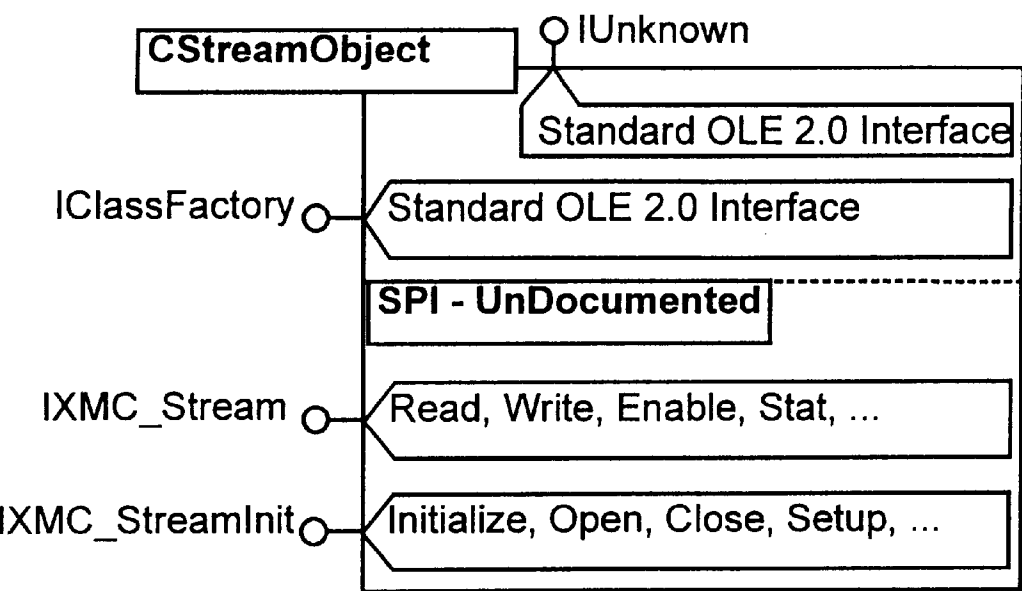 IUnknown
CStreamObject
Standard OLE 2.0 Interface
IClassFactory
Standard OLE 2.0 Interface
SPI - UnDocumented
IXMC_Stream
Read, Write, Enable, Stat, ...
IXMC_StreamInit
Initialize, Open, Close, Setup, ...